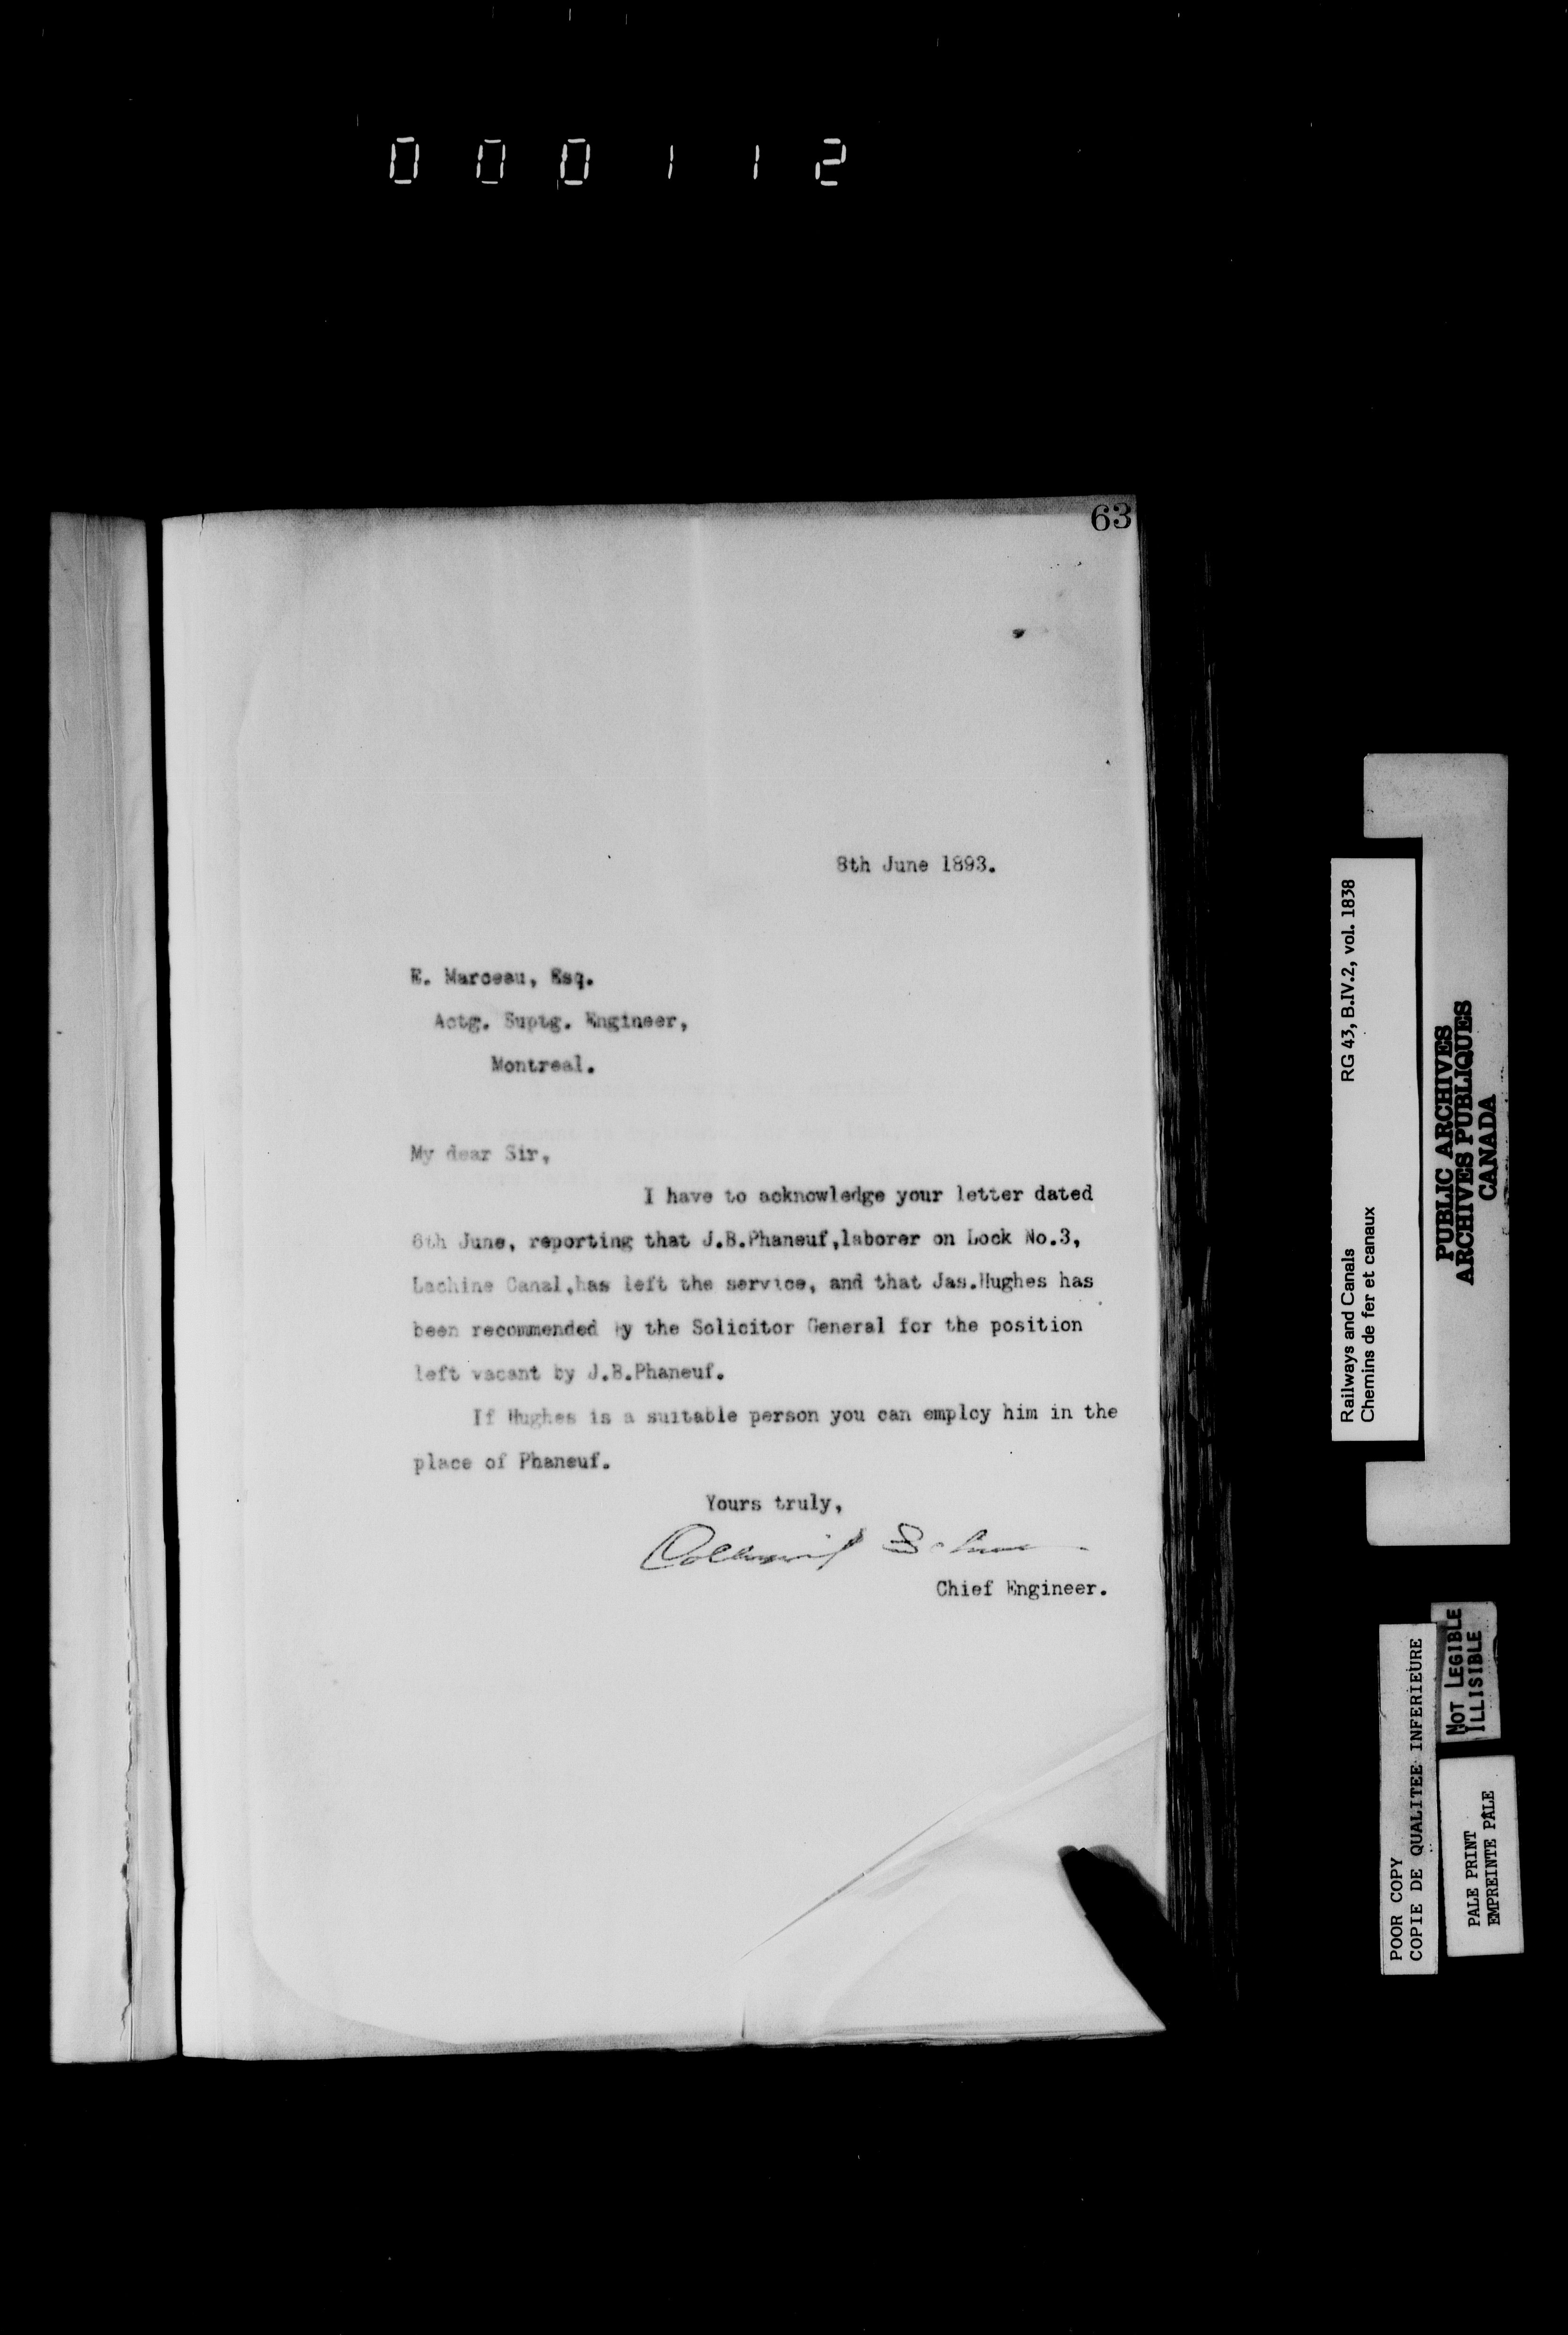 000112
63
8th June 1893.
E. Marceau, Esq.
Actg. Suptg. Engineer,
Montreal.
My dear Sir,
I have to acknowledge your letter dated
6th June, reporting that J.B.Phaneuf,laborer on Lock No.3,
Lachine Canal,has left the service, and that Jas.Hughes has
been recommended by the Solicitor General for the position
left vacant by J.B.Phaneuf.
If Hughes is a suitable person you can employ him in the
place of Phaneuf.
Yours truly,
Collingwood Schreiber
Chief Engineer.
Railways and Canals RG 43, B.IV.2, vol. 1838
Chemins de fer et canaux
PUBLIC ARCHIVES
ARCHIVES PUBLIQUES
CANADA
POOR COPY
COPIE DE QUALITEE INFERIEURE
NOT LEGIBLE
ILLISIBLE
PALE PRINT
EMPREINTE PÂLE